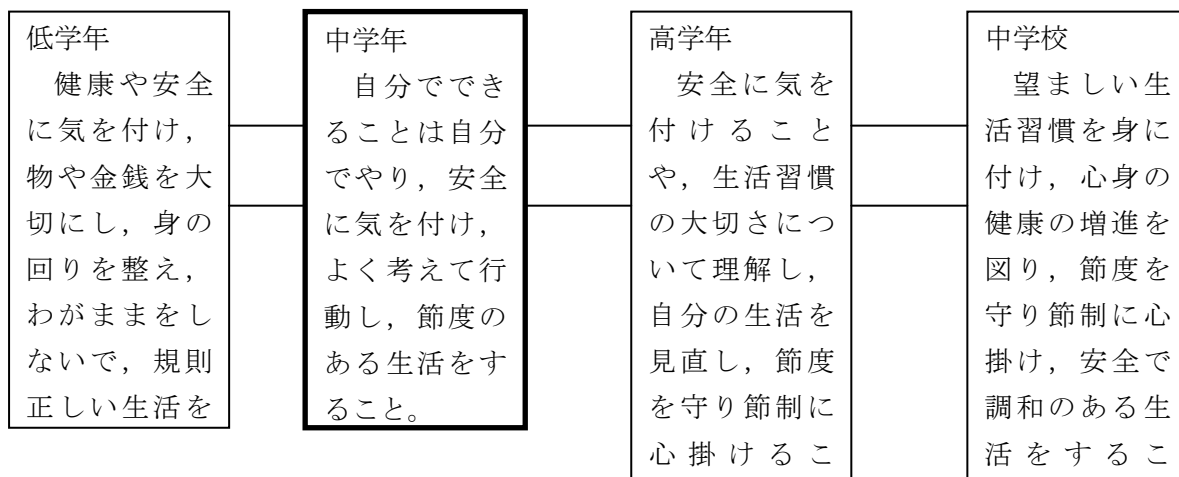 低学年
健康や安全
に気を付け，
物や金銭を大
切にし，身の
回りを整え，
わがままをし
ないで，規則
正しい生活を
中学年
自分ででき
ることは自分
でやり，安全
に気を付け，
よく考えて行
動し，節度の
ある生活をす
ること。
高学年
安全に気を
付けること
や，生活習慣
の大切さにつ
いて理解し，
自分の生活を
見直し，節度
を守り節制に
心掛けるこ
中学校
望ましい生
活習慣を身に
付け，心身の
健康の増進を
図り，節度を
守り節制に心
掛け，安全で
調和のある生
活をするこ